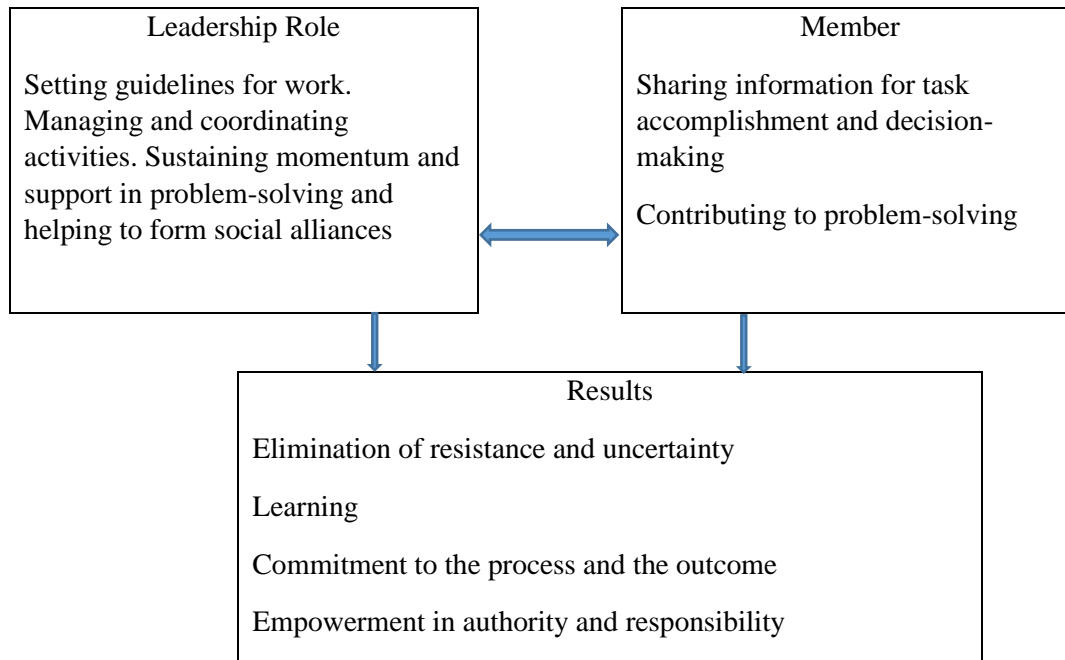 Leadership Role
Setting guidelines for work.
Managing and coordinating
activities. Sustaining momentum and
support in problem-solving and
helping to form social alliances
Member
Sharing information for task
accomplishment and decision-
making
Contributing to problem-solving
Results
Elimination of resistance and uncertainty
Learning
Commitment to the process and the outcome
Empowerment in authority and responsibility